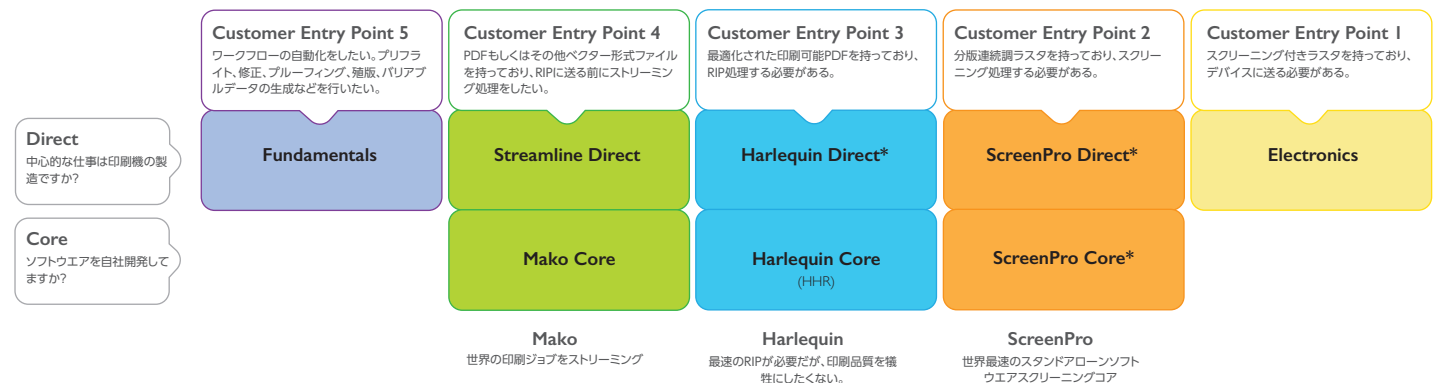 Customer Entry Point 5
ワークフローの自動化をしたい。プリフラ
イト、修正、プルーフィング、殖版、バリアブ
ルデータの生成などを行いたい。
Customer Entry Point 4
PDFもしくはその他ベクター形式ファイル
を持っており、RIPに送る前にストリーミン
グ処理をしたい。
Customer Entry Point 3
最適化された印刷可能PDFを持っており、
RIP処理する必要がある。
Customer Entry Point 2
分版連続調ラスタを持っており、スクリー
ニング処理する必要がある。
Customer Entry Point 1
スクリーニング付きラスタを持っており、
デバイスに送る必要がある。
Direct
中心的な仕事は印刷機の製
造ですか?
Fundamentals
Streamline Direct
Harlequin Direct*
ScreenPro Direct*
Electronics
Core
ソフトウエアを自社開発して
ますか?
Mako Core
Harlequin Core
(HHR)
ScreenPro Core*
Mako
世界の印刷ジョブをストリーミング
Harlequin
最速のRIPが必要だが、印刷品質を犠
牲にしたくない。
ScreenPro
世界最速のスタンドアローンソフト
ウエアスクリーニングコア